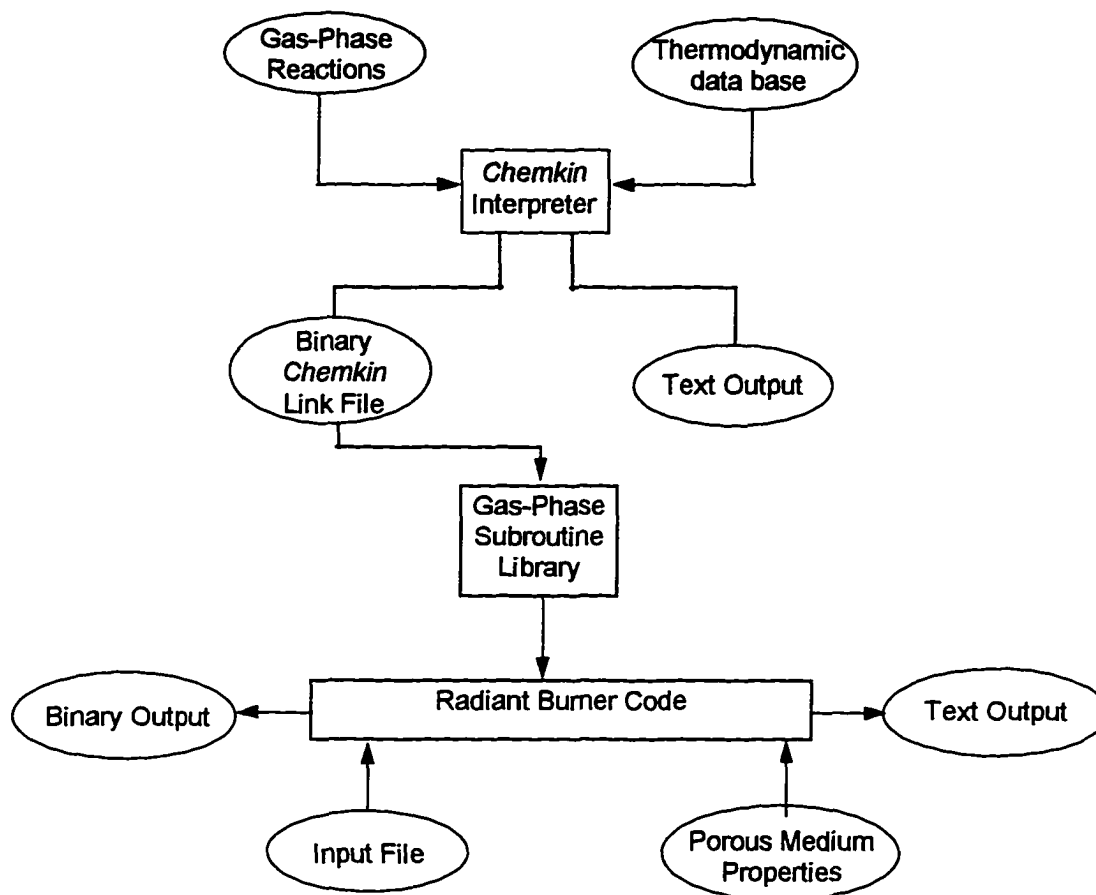 Gas-Phase
Reactions
Thermodynamic
data base
Chemkin
Interpreter
Binary
Chemkin
Link File
Text Output
Gas-Phase
Subroutine
Library
Radiant Burner Code
Binary Output
Text Output
Input File
Porous Medium
Properties